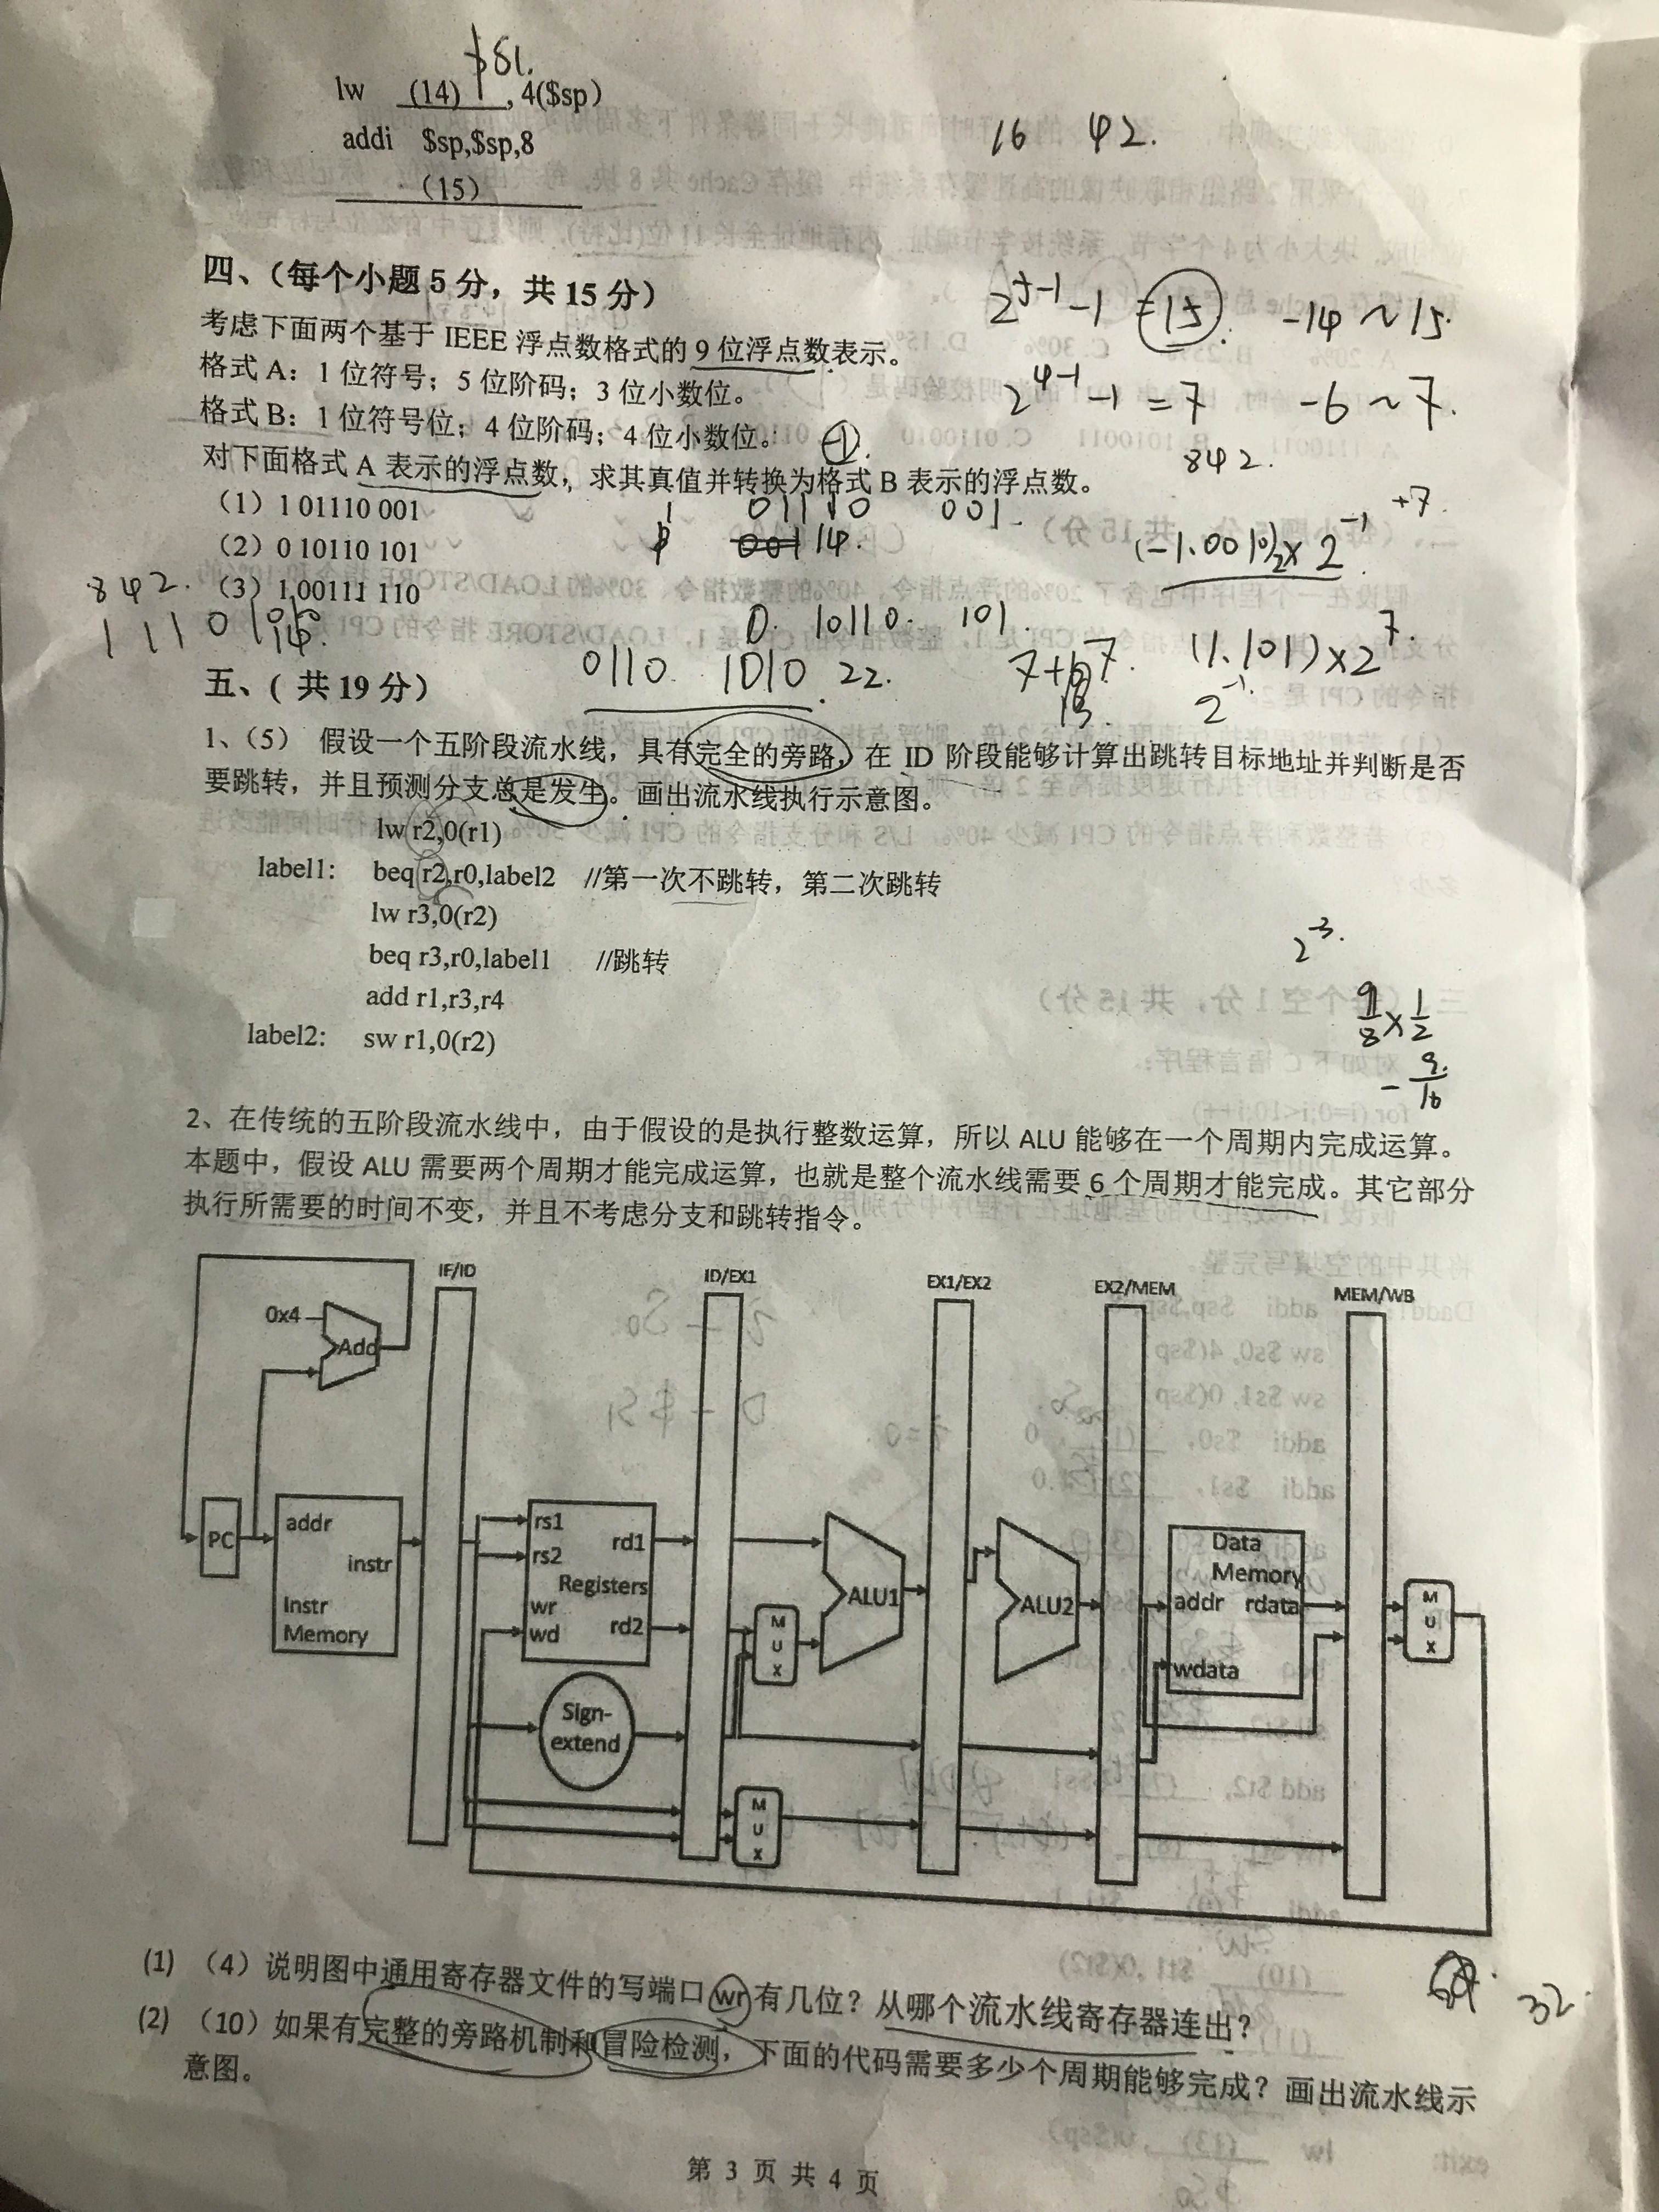 $s1.
lw (14) , 4($sp)
addi $sp,$sp,8
(15)
16 42.
四、(每个小题 5 分，共 15 分)
考虑下面两个基于 IEEE 浮点数格式的 9 位浮点数表示。
格式 A：1 位符号；5 位阶码；3 位小数位。
格式 B：1 位符号位；4 位阶码；4 位小数位。
对下面格式 A 表示的浮点数，求其真值并转换为格式 B 表示的浮点数。
(1) 1 01110 001
(2) 0 10110 101
(3) 1 00111 110
2^5-1 -1 =15. -14 ~ 15.
2^4-1 -1 = 7 -6 ~ 7.
842.
-1
1 01110 001.
14.
+7
(-1.001)2 x 2^-1
842.
0. 10110. 101.
0110 1010. 22.
(1.101) x 2^7.
2^-1.
13.
五、( 共 19 分)
1、(5) 假设一个五阶段流水线，具有完全的旁路，在 ID 阶段能够计算出跳转目标地址并判断是否
要跳转，并且预测分支总是发生。画出流水线执行示意图。
lw r2,0(r1)
label1: beq r2,r0,label2 //第一次不跳转，第二次跳转
lw r3,0(r2)
beq r3,r0,label1 //跳转
add r1,r3,r4
label2: sw r1,0(r2)
2^-3.
9/8 x 1/2
- 9/16
2、在传统的五阶段流水线中，由于假设的是执行整数运算，所以 ALU 能够在一个周期内完成运算。
本题中，假设 ALU 需要两个周期才能完成运算，也就是整个流水线需要 6 个周期才能完成。其它部分
执行所需要的时间不变，并且不考虑分支和跳转指令。
IF/ID ID/EX1 EX1/EX2 EX2/MEM MEM/WB
0x4
Add
PC
addr
instr
Instr
Memory
rs1
rs2
rd1
Registers
wr
wd
rd2
Sign-
extend
MUX
ALU1
MUX
ALU2
Data
Memory
addr rdata
wdata
MUX
(1) (4) 说明图中通用寄存器文件的写端口 wr 有几位？从哪个流水线寄存器连出？
32.
(2) (10) 如果有完整的旁路机制和冒险检测，下面的代码需要多少个周期能够完成？画出流水线示
意图。
第 3 页 共 4 页